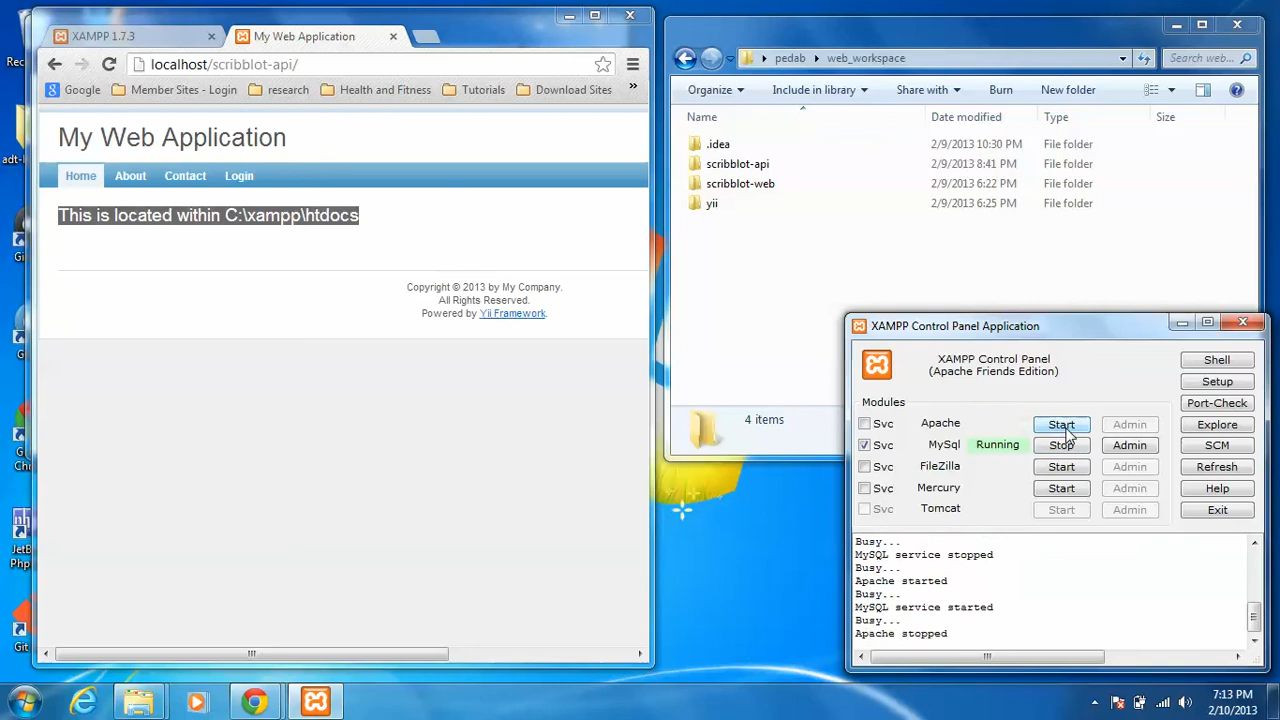 XAMPP 1.7.3
My Web Application
localhost/scribblot-api/
Google
Member Sites - Login
research
Health and Fitness
Tutorials
Download Sites
»
My Web Application
Home
About
Contact
Login
This is located within C:\xampp\htdocs
Copyright © 2013 by My Company.
All Rights Reserved.
Powered by Yii Framework.
pedab
web_workspace
Search web...
Organize
Include in library
Share with
Burn
New folder
Name
Date modified
Type
Size
.idea 2/9/2013 10:30 PM File folder
scribblot-api 2/9/2013 8:41 PM File folder
scribblot-web 2/9/2013 6:22 PM File folder
yii 2/9/2013 6:25 PM File folder
4 items
XAMPP Control Panel Application
XAMPP Control Panel
(Apache Friends Edition)
Modules
Svc Apache Start Admin
Svc MySql Running Stop Admin
Svc FileZilla Start Admin
Svc Mercury Start Admin
Svc Tomcat Start Admin
Shell
Setup
Port-Check
Explore
SCM
Refresh
Help
Exit
Busy...
MySQL service stopped
Busy...
Apache started
Busy...
MySQL service started
Busy...
Apache stopped
7:13 PM
2/10/2013